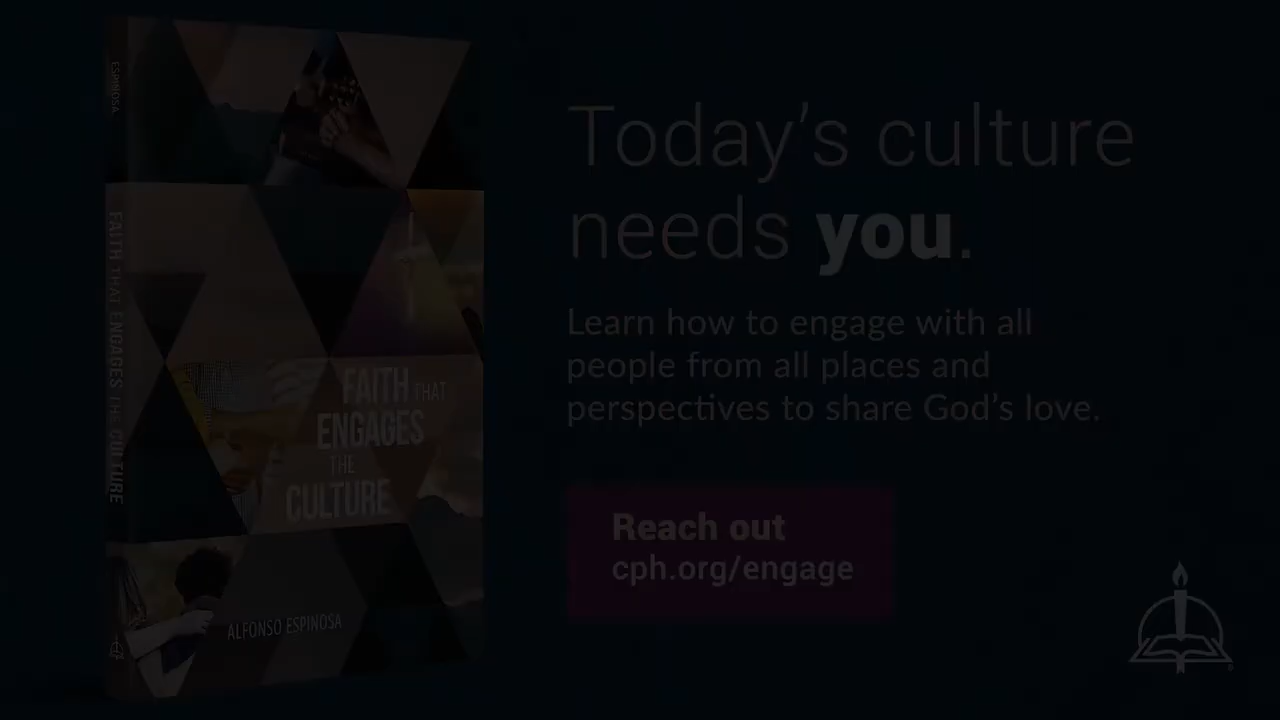 ESPINOSA
FAITH THAT ENGAGES THE CULTURE
FAITH THAT
ENGAGES
THE
CULTURE
ALFONSO ESPINOSA
Today’s culture
needs you.
Learn how to engage with all
people from all places and
perspectives to share God’s love.
Reach out
cph.org/engage